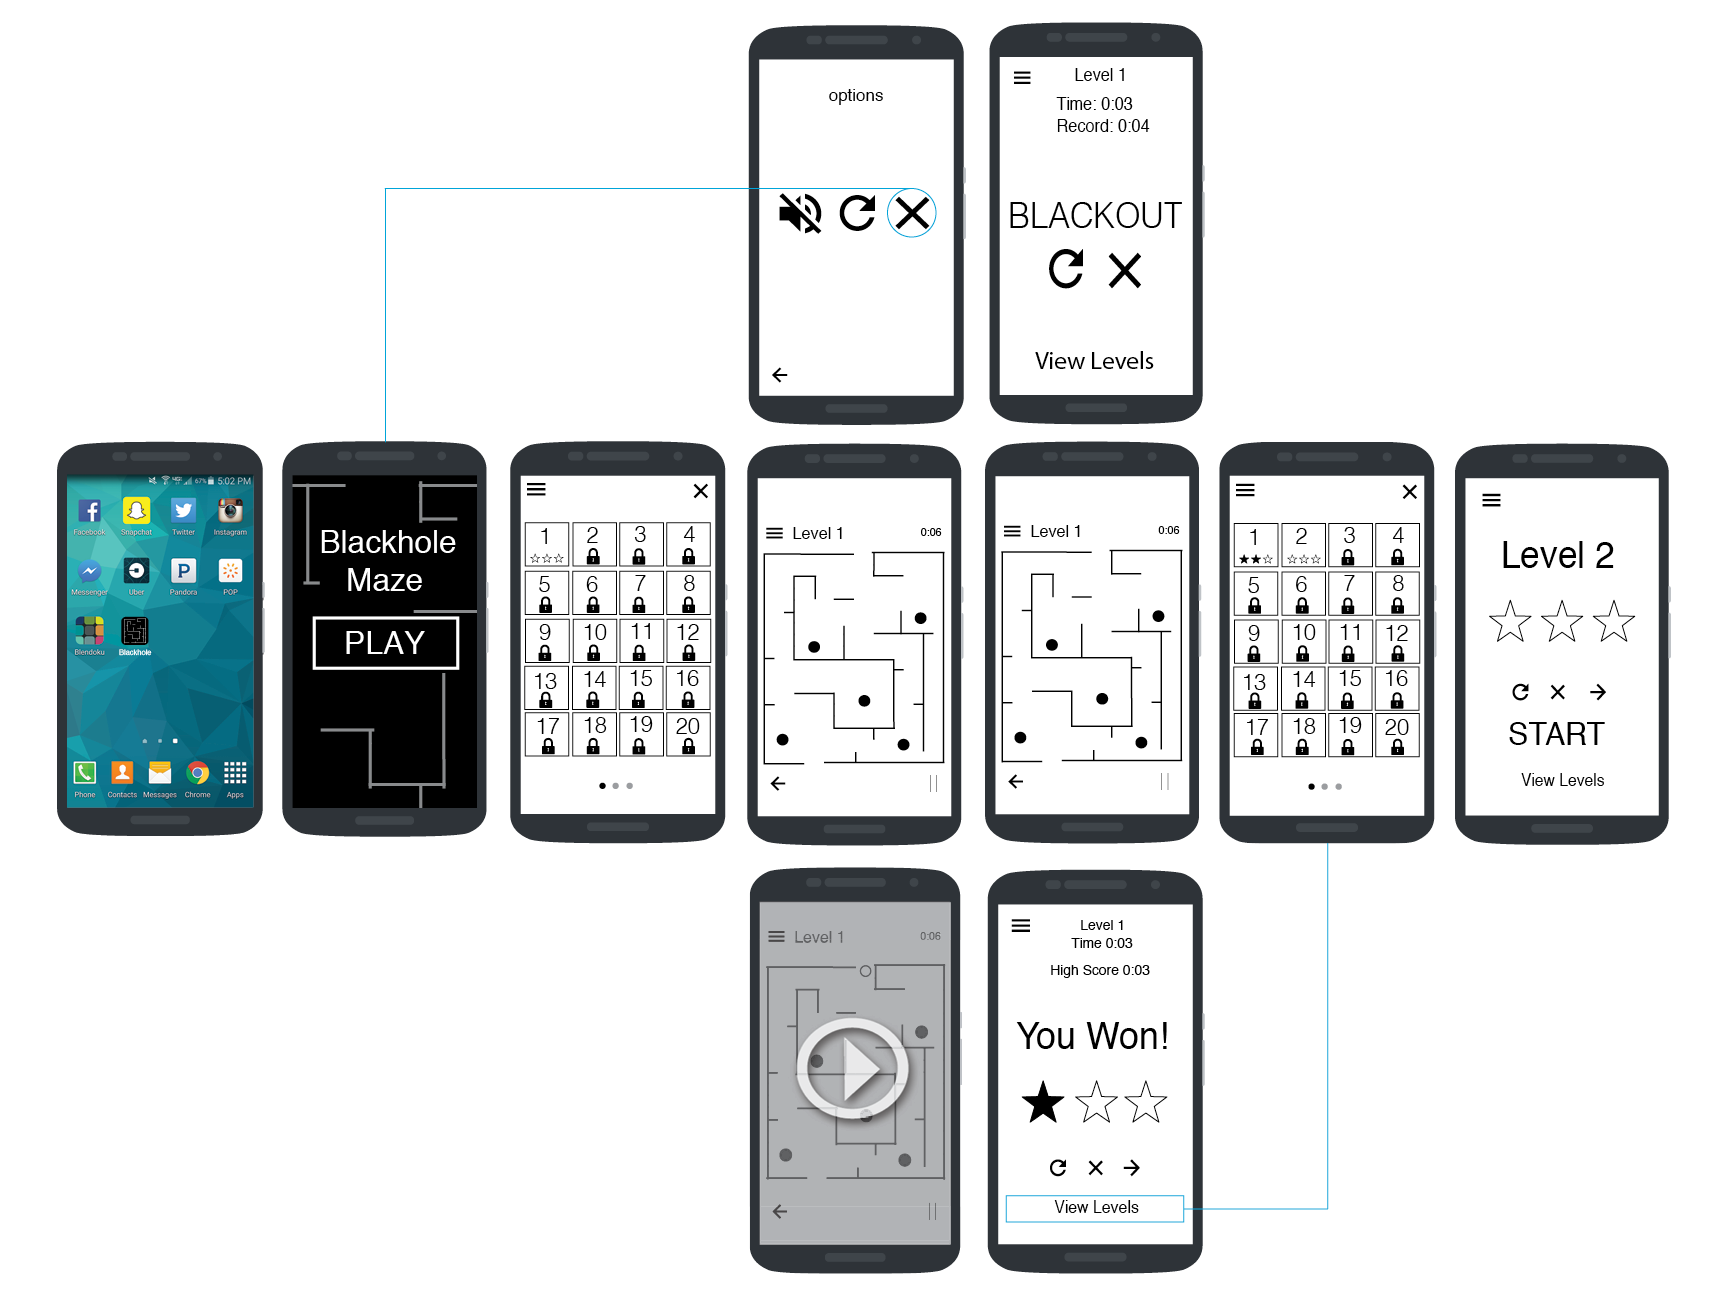 options
Level 1
Time: 0:03
Record: 0:04
BLACKOUT
View Levels
67% 5:02 PM
Facebook Snapchat Twitter Instagram
Messenger Uber Pandora POP
Blendoku Blackhole
Phone Contacts Messages Chrome Apps
Blackhole
Maze
PLAY
1 2 3 4
5 6 7 8
9 10 11 12
13 14 15 16
17 18 19 20
Level 1 0:06
Level 1 0:06
1 2 3 4
5 6 7 8
9 10 11 12
13 14 15 16
17 18 19 20
Level 2
START
View Levels
Level 1 0:06
Level 1
Time 0:03
High Score 0:03
You Won!
View Levels